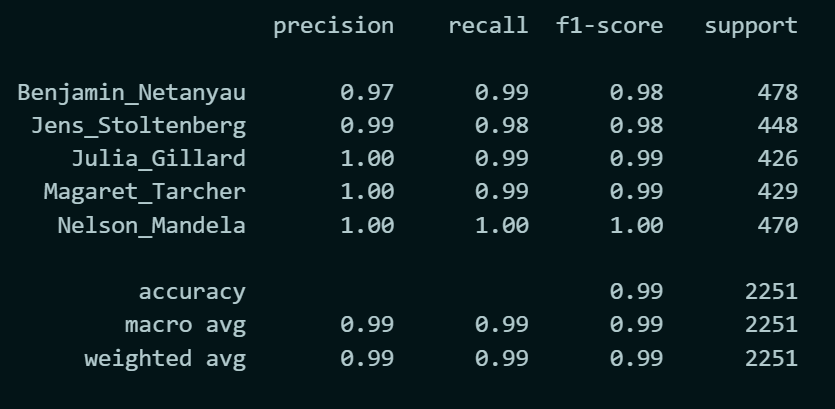 precision recall f1-score support
Benjamin_Netanyau 0.97 0.99 0.98 478
Jens_Stoltenberg 0.99 0.98 0.98 448
Julia_Gillard 1.00 0.99 0.99 426
Magaret_Tarcher 1.00 0.99 0.99 429
Nelson_Mandela 1.00 1.00 1.00 470
accuracy 0.99 2251
macro avg 0.99 0.99 0.99 2251
weighted avg 0.99 0.99 0.99 2251